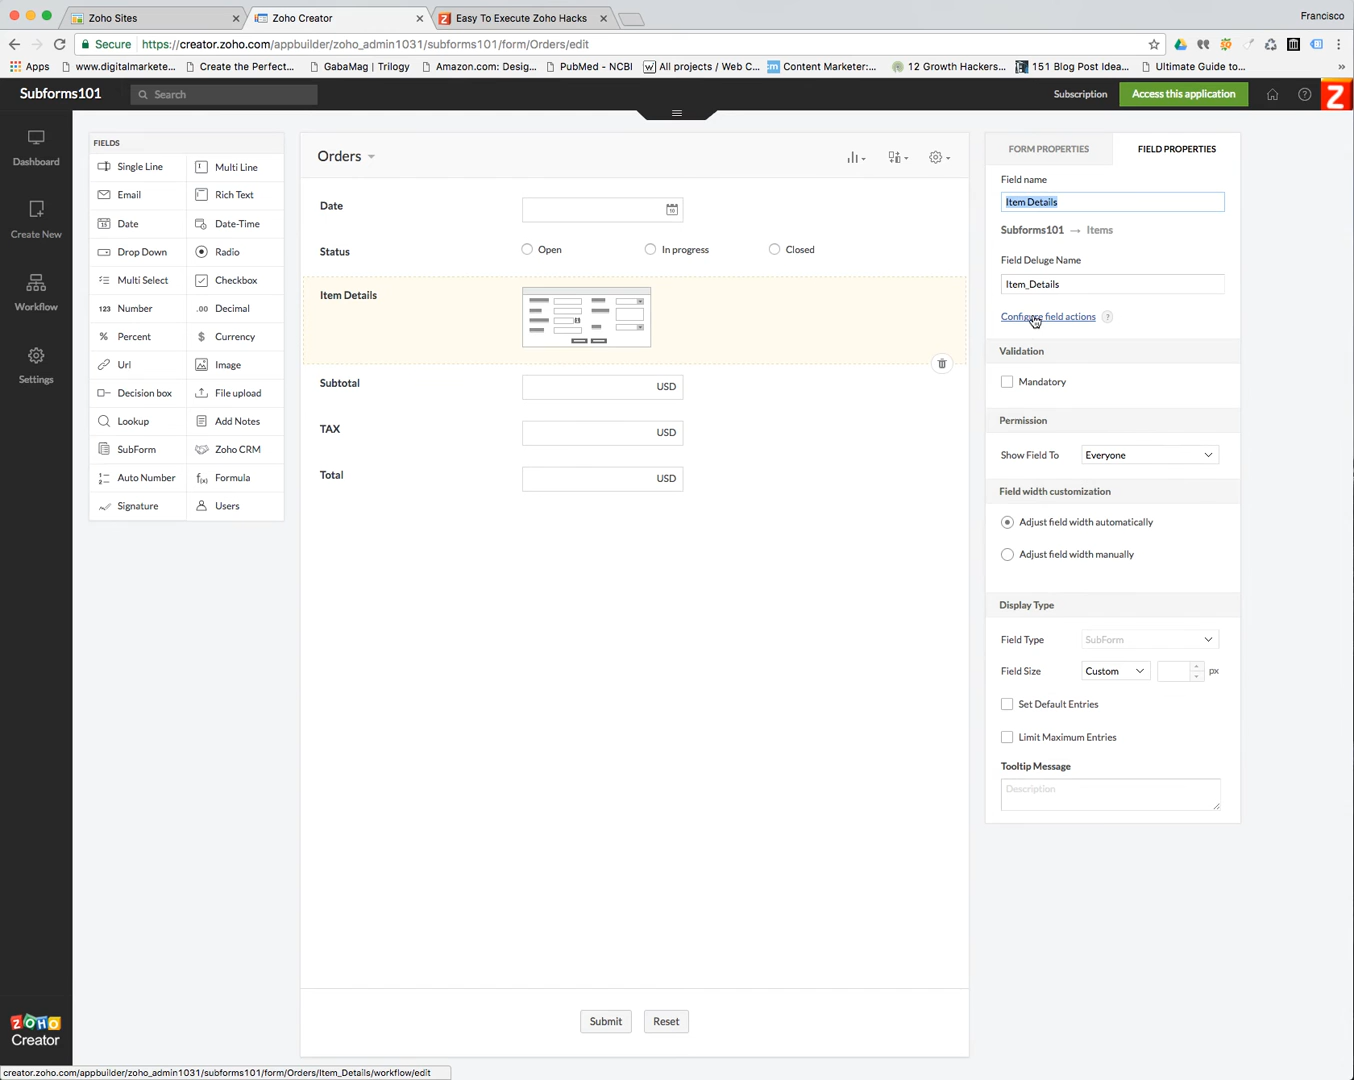 Zoho Sites
Zoho Creator
Easy To Execute Zoho Hacks
Francisco
Secure
https://creator.zoho.com/appbuilder/zoho_admin1031/subforms101/form/Orders/edit
Apps
www.digitalmarkete...
Create the Perfect...
GabaMag | Trilogy
Amazon.com: Desig...
PubMed - NCBI
All projects / Web C...
Content Marketer:...
12 Growth Hackers...
151 Blog Post Idea...
Ultimate Guide to...
Subforms101
Search
Subscription
Access this application
Dashboard
Create New
Workflow
Settings
ZOHO
Creator
FIELDS
Single Line
Multi Line
Email
Rich Text
Date
Date-Time
Drop Down
Radio
Multi Select
Checkbox
123 Number
.00 Decimal
Percent
$ Currency
Url
Image
Decision box
File upload
Lookup
Add Notes
SubForm
Zoho CRM
Auto Number
f(x) Formula
Signature
Users
Orders
Date
Status
Open
In progress
Closed
Item Details
Subtotal
USD
TAX
USD
Total
USD
Submit
Reset
FORM PROPERTIES
FIELD PROPERTIES
Field name
Item Details
Subforms101 → Items
Field Deluge Name
Item_Details
Configure field actions ?
Validation
Mandatory
Permission
Show Field To
Everyone
Field width customization
Adjust field width automatically
Adjust field width manually
Display Type
Field Type
SubForm
Field Size
Custom
px
Set Default Entries
Limit Maximum Entries
Tooltip Message
Description
creator.zoho.com/appbuilder/zoho_admin1031/subforms101/form/Orders/Item_Details/workflow/edit